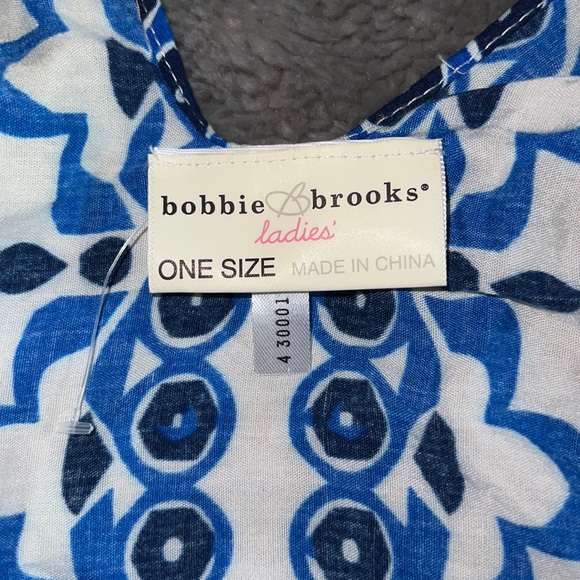 bobbie B brooks®
ladies'
ONE SIZE MADE IN CHINA
4 30001